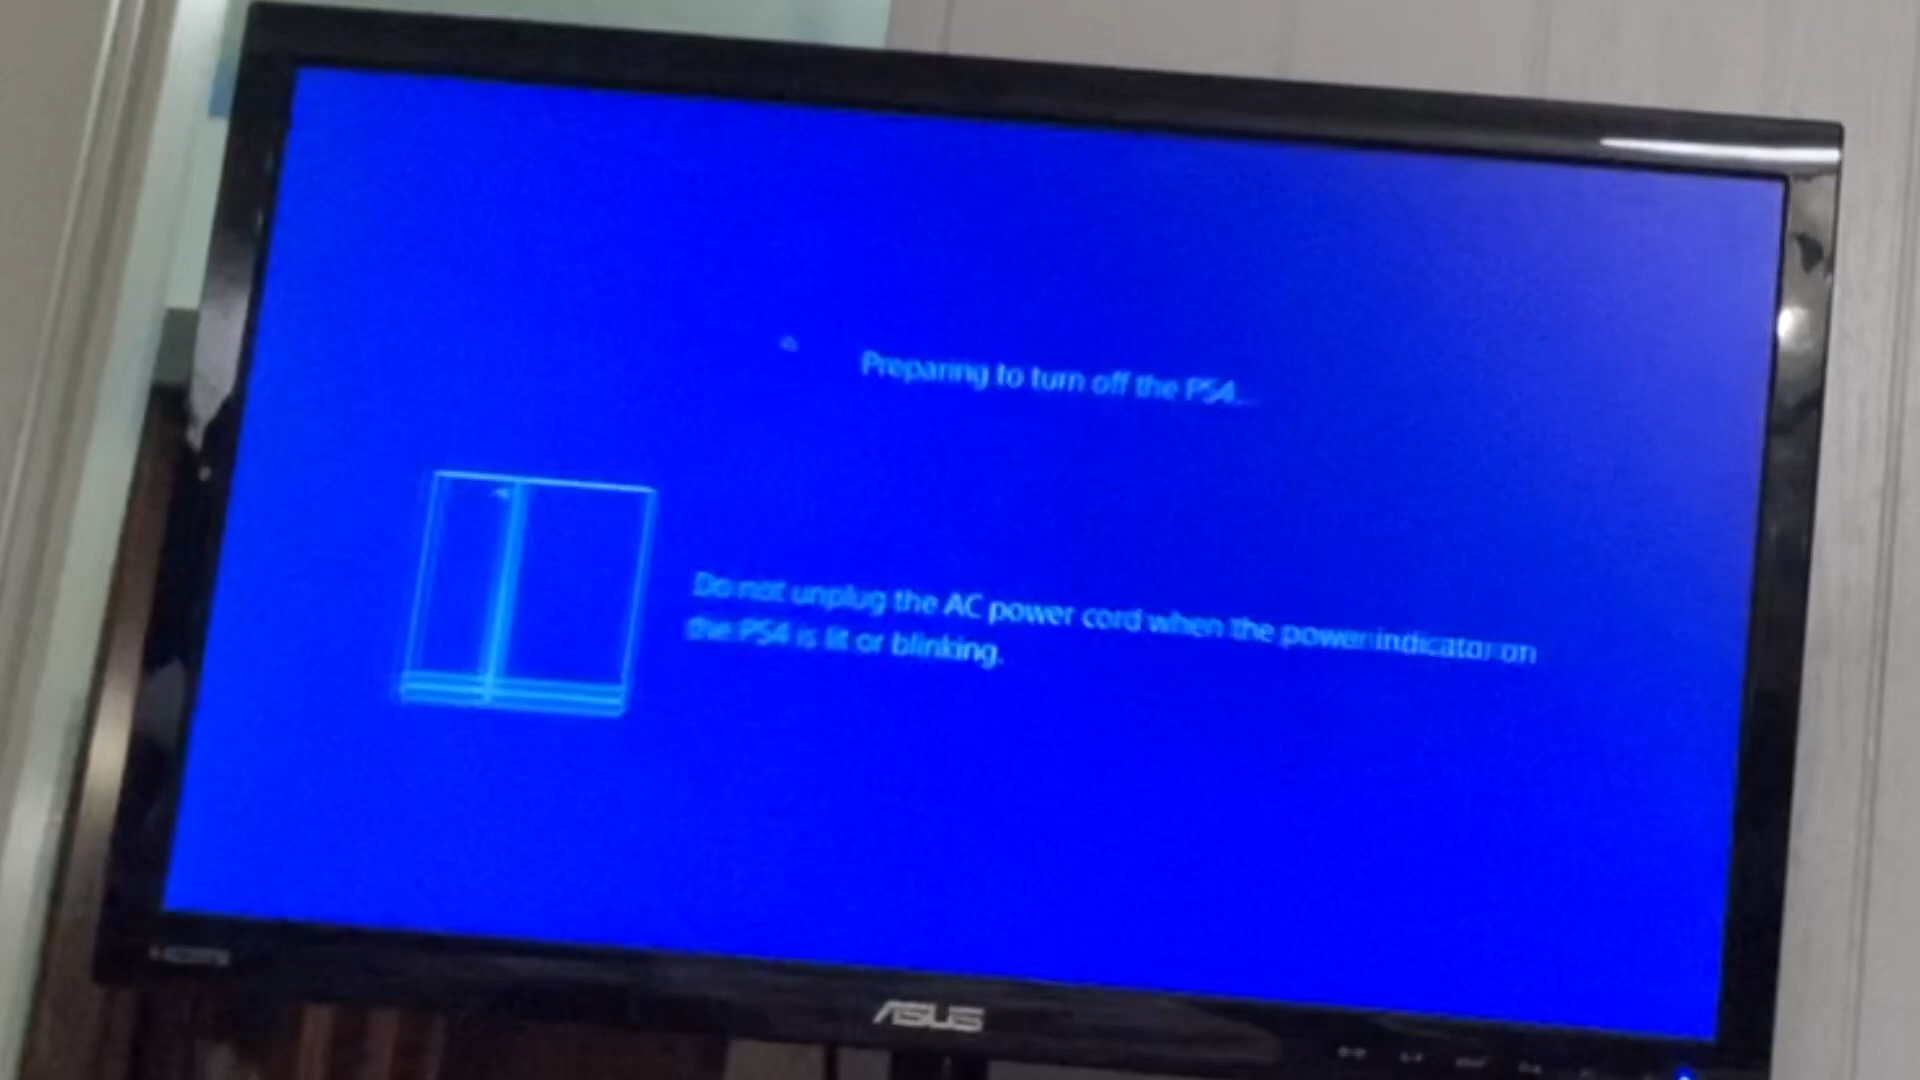 Preparing to turn off the PS4...
Do not unplug the AC power cord when the power indicator on
the PS4 is lit or blinking.
HDMI
ASUS